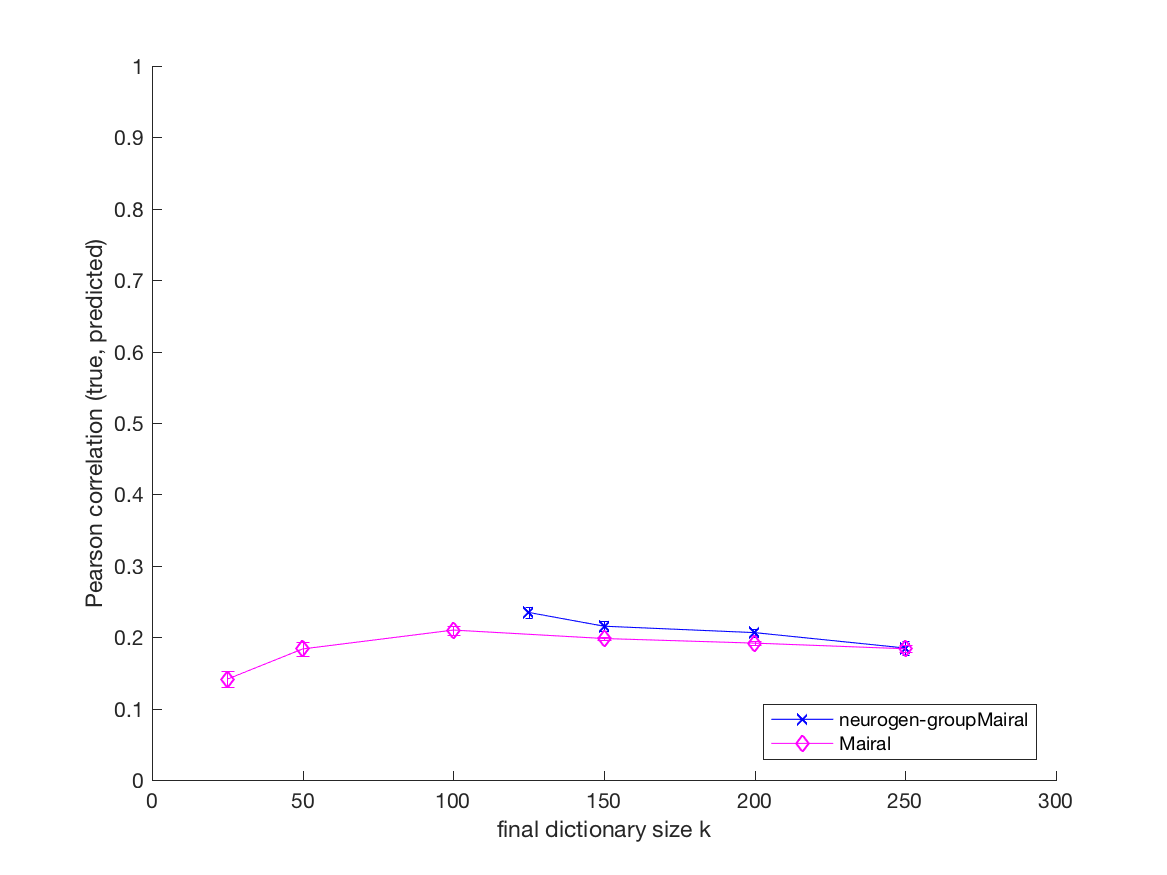 1
0.9
0.8
0.7
0.6
0.5
0.4
0.3
0.2
0.1
0
Pearson correlation (true, predicted)
neurogen-groupMairal
Mairal
0 50 100 150 200 250 300
final dictionary size k